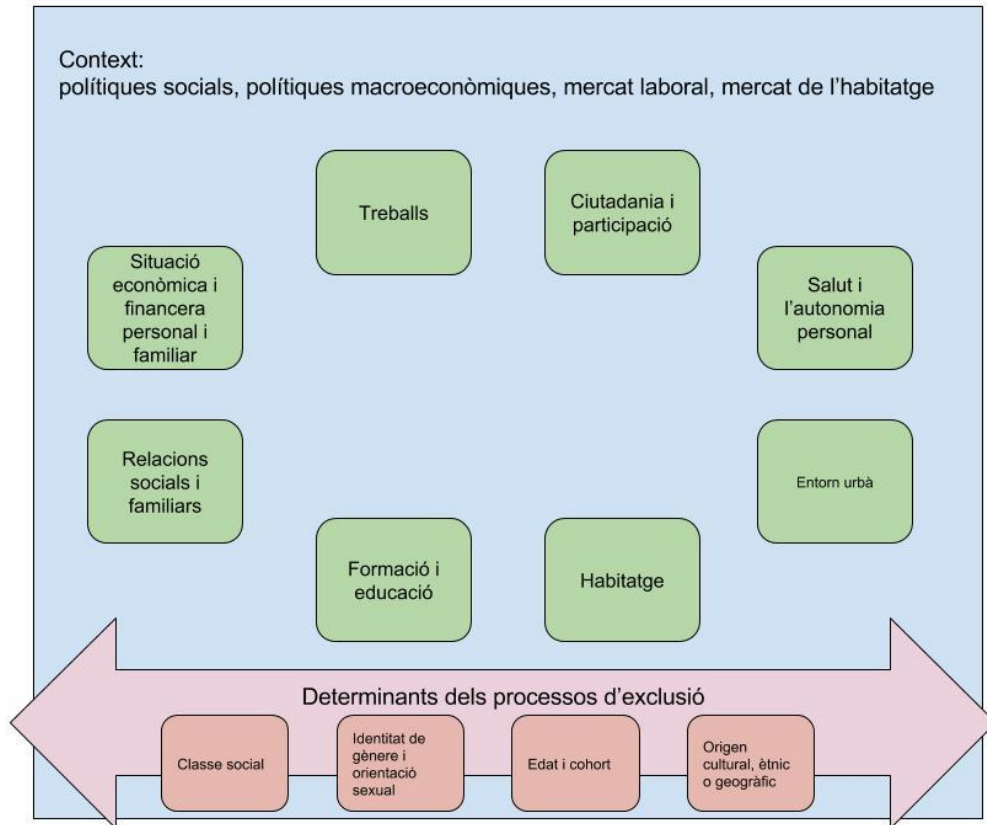 Context:
polítiques socials, polítiques macroeconòmiques, mercat laboral, mercat de l'habitatge
Treballs
Ciutadania i
participació
Situació
econòmica i
financera
personal i
familiar
Salut i
l'autonomia
personal
Relacions
socials i
familiars
Entorn urbà
Formació i
educació
Habitatge
Determinants dels processos d'exclusió
Classe social
Identitat de
gènere i
orientació
sexual
Edat i cohort
Origen
cultural, ètnic
o geogràfic